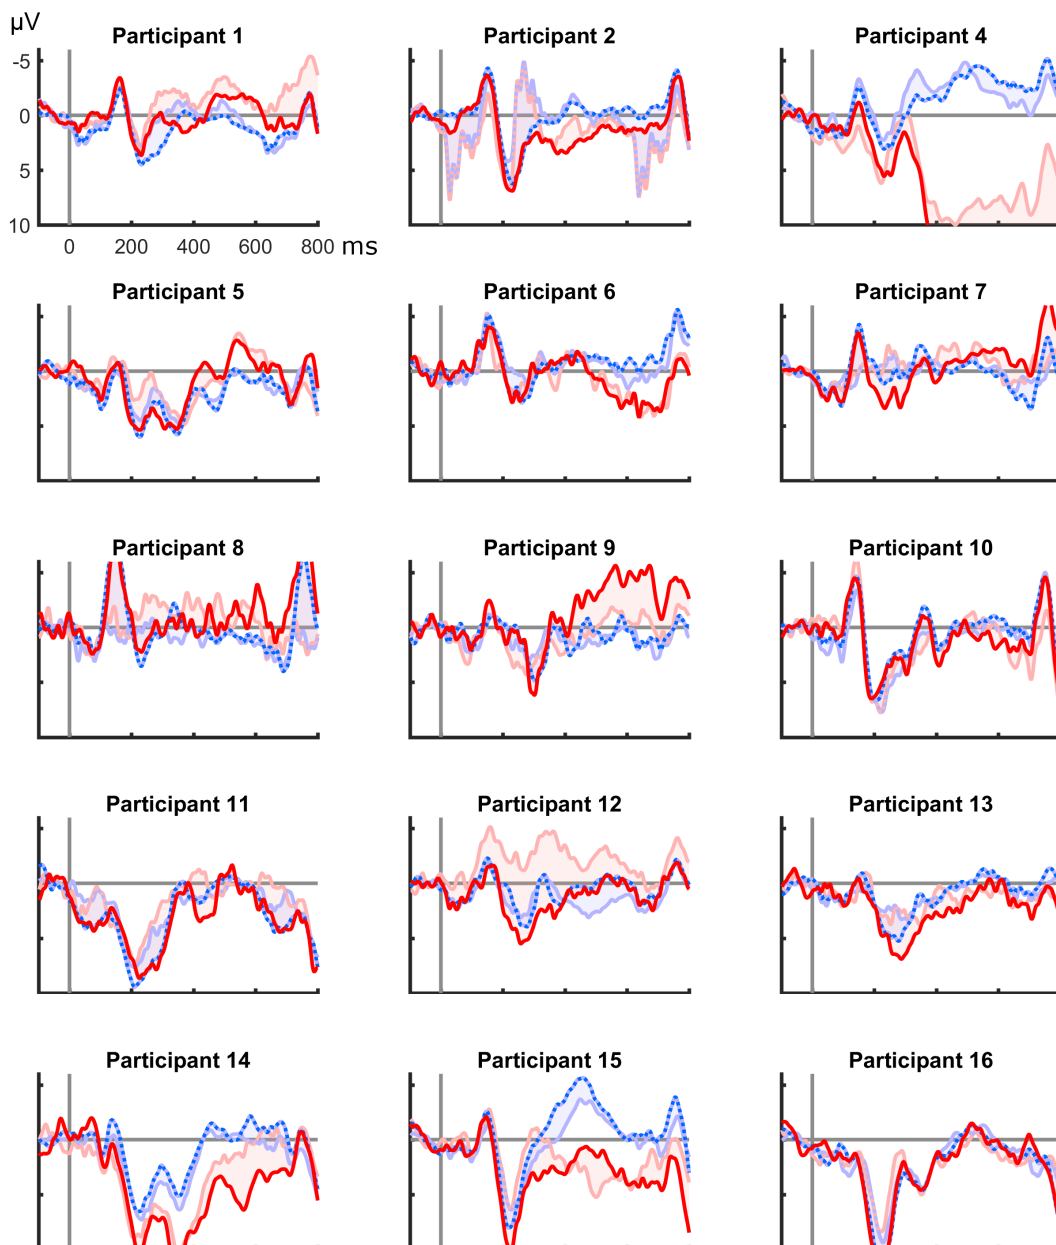 µV
Participant 1 Participant 2 Participant 4
-5
0
5
10
0 200 400 600 800 ms
Participant 5 Participant 6 Participant 7
Participant 8 Participant 9 Participant 10
Participant 11 Participant 12 Participant 13
Participant 14 Participant 15 Participant 16